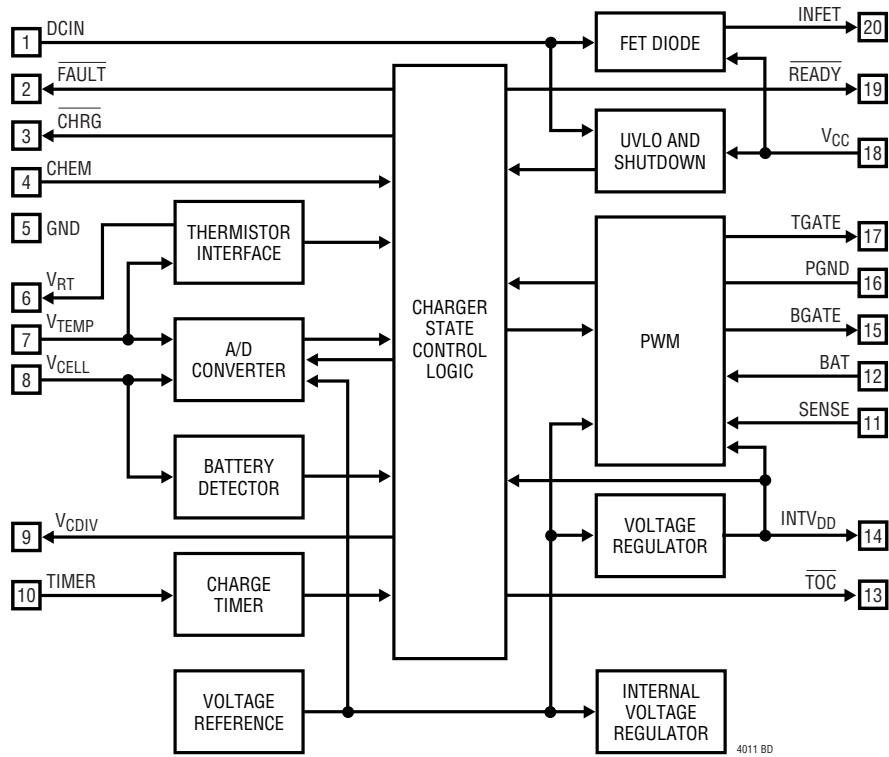 1 DCIN
2 FAULT
3 CHRG
4 CHEM
5 GND
6 VRT
7 VTEMP
8 VCELL
9 VCDIV
10 TIMER
THERMISTOR
INTERFACE
A/D
CONVERTER
BATTERY
DETECTOR
CHARGE
TIMER
VOLTAGE
REFERENCE
CHARGER
STATE
CONTROL
LOGIC
FET DIODE
UVLO AND
SHUTDOWN
PWM
VOLTAGE
REGULATOR
INTERNAL
VOLTAGE
REGULATOR
INFET 20
READY 19
VCC 18
TGATE 17
PGND 16
BGATE 15
BAT 12
SENSE 11
INTVDD 14
TOC 13
4011 BD